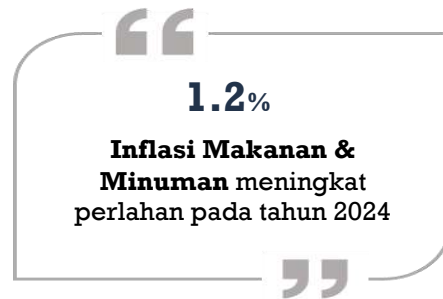 1.2%
Inflasi Makanan &
Minuman meningkat
perlahan pada tahun 2024